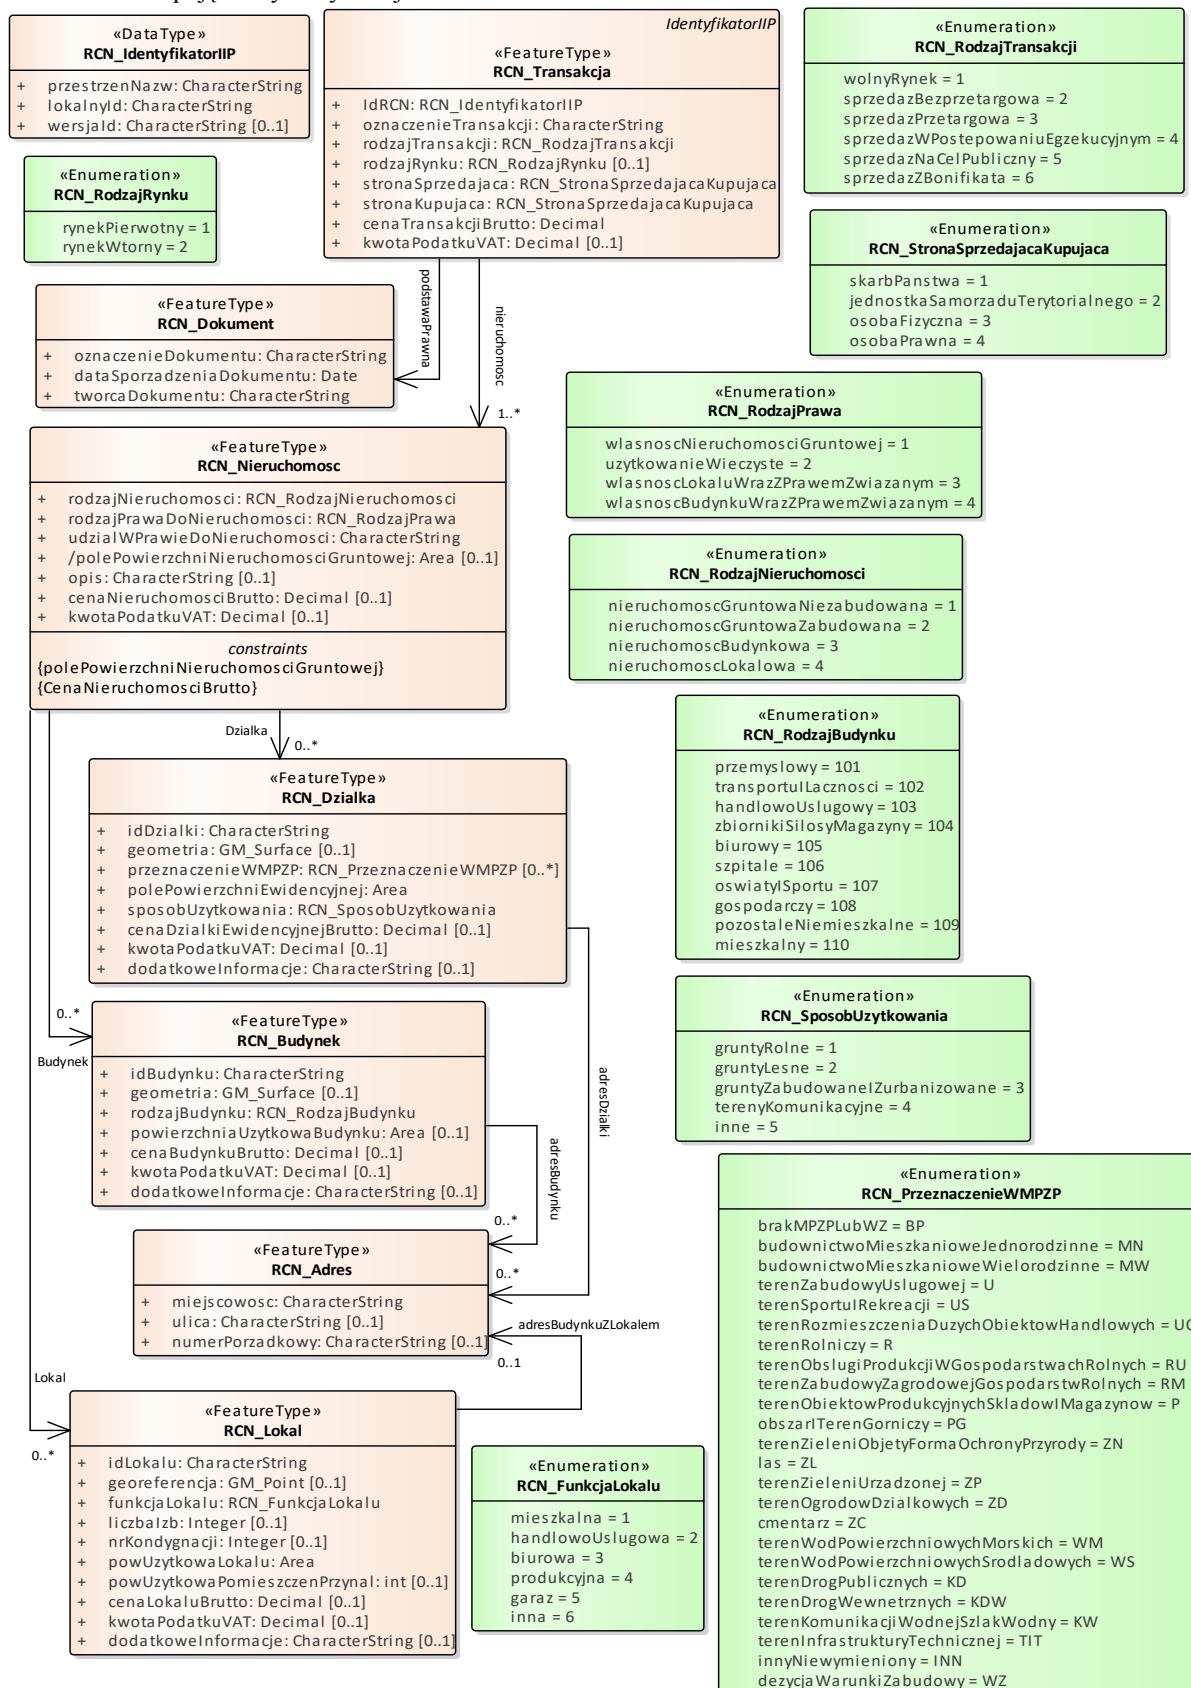 «DataType»
RCN_IdentyfikatorIIP
+ przestrzenNazw: CharacterString
+ lokalnyId: CharacterString
+ wersjaId: CharacterString [0..1]
IdentyfikatorIIP
«FeatureType»
RCN_Transakcja
+ IdRCN: RCN_IdentyfikatorIIP
+ oznaczenieTransakcji: CharacterString
+ rodzajTransakcji: RCN_RodzajTransakcji
+ rodzajRynku: RCN_RodzajRynku [0..1]
+ stronaSprzedajaca: RCN_StronaSprzedajacaKupujaca
+ stronaKupujaca: RCN_StronaSprzedajacaKupujaca
+ cenaTransakcjiBrutto: Decimal
+ kwotaPodatkuVAT: Decimal [0..1]
«Enumeration»
RCN_RodzajTransakcji
wolnyRynek = 1
sprzedazBezprzetargowa = 2
sprzedazPrzetargowa = 3
sprzedazWPostepowaniuEgzekucyjnym = 4
sprzedazNaCelPubliczny = 5
sprzedazZBonifikata = 6
«Enumeration»
RCN_RodzajRynku
rynekPierwotny = 1
rynekWtorny = 2
«Enumeration»
RCN_StronaSprzedajacaKupujaca
skarbPanstwa = 1
jednostkaSamorzaduTerytorialnego = 2
osobaFizyczna = 3
osobaPrawna = 4
podstawaPrawna
nieruchomosc
1..*
«FeatureType»
RCN_Dokument
+ oznaczenieDokumentu: CharacterString
+ dataSporzadzeniaDokumentu: Date
+ tworcaDokumentu: CharacterString
«Enumeration»
RCN_RodzajPrawa
wlasnoscNieruchomosciGruntowej = 1
uzytkowanieWieczyste = 2
wlasnoscLokaluWrazZPrawemZwiazanym = 3
wlasnoscBudynkuWrazZPrawemZwiazanym = 4
«FeatureType»
RCN_Nieruchomosc
+ rodzajNieruchomosci: RCN_RodzajNieruchomosci
+ rodzajPrawaDoNieruchomosci: RCN_RodzajPrawa
+ udzialWPrawieDoNieruchomosci: CharacterString
+ /polePowierzchniNieruchomosciGruntowej: Area [0..1]
+ opis: CharacterString [0..1]
+ cenaNieruchomosciBrutto: Decimal [0..1]
+ kwotaPodatkuVAT: Decimal [0..1]
constraints
{polePowierzchniNieruchomosciGruntowej}
{CenaNieruchomosciBrutto}
«Enumeration»
RCN_RodzajNieruchomosci
nieruchomoscGruntowaNiezabudowana = 1
nieruchomoscGruntowaZabudowana = 2
nieruchomoscBudynkowa = 3
nieruchomoscLokalowa = 4
Dzialka
0..*
«Enumeration»
RCN_RodzajBudynku
przemyslowy = 101
transportuILacznosci = 102
handlowoUslugowy = 103
zbiornikiSilosyMagazyny = 104
biurowy = 105
szpitale = 106
oswiatyISportu = 107
gospodarczy = 108
pozostaleNiemieszkalne = 109
mieszkalny = 110
«FeatureType»
RCN_Dzialka
+ idDzialki: CharacterString
+ geometria: GM_Surface [0..1]
+ przeznaczenieWMPZP: RCN_PrzeznaczenieWMPZP [0..*]
+ polePowierzchniEwidencyjnej: Area
+ sposobUzytkowania: RCN_SposobUzytkowania
+ cenaDzialkiEwidencyjnejBrutto: Decimal [0..1]
+ kwotaPodatkuVAT: Decimal [0..1]
+ dodatkoweInformacje: CharacterString [0..1]
«Enumeration»
RCN_SposobUzytkowania
gruntyRolne = 1
gruntyLesne = 2
gruntyZabudowaneIZurbanizowane = 3
terenyKomunikacyjne = 4
inne = 5
0..*
Budynek
«FeatureType»
RCN_Budynek
+ idBudynku: CharacterString
+ geometria: GM_Surface [0..1]
+ rodzajBudynku: RCN_RodzajBudynku
+ powierzchniaUzytkowaBudynku: Area [0..1]
+ cenaBudynkuBrutto: Decimal [0..1]
+ kwotaPodatkuVAT: Decimal [0..1]
+ dodatkoweInformacje: CharacterString [0..1]
adresBudynku
adresDzialki
0..*
0..*
«FeatureType»
RCN_Adres
+ miejscowosc: CharacterString
+ ulica: CharacterString [0..1]
+ numerPorzadkowy: CharacterString [0..1]
adresBudynkuZLokalem
0..1
Lokal
0..*
«FeatureType»
RCN_Lokal
+ idLokalu: CharacterString
+ georeferencja: GM_Point [0..1]
+ funkcjaLokalu: RCN_FunkcjaLokalu
+ liczbaIzb: Integer [0..1]
+ nrKondygnacji: Integer [0..1]
+ powUzytkowaLokalu: Area
+ powUzytkowaPomieszczenPrzynal: int [0..1]
+ cenaLokaluBrutto: Decimal [0..1]
+ kwotaPodatkuVAT: Decimal [0..1]
+ dodatkoweInformacje: CharacterString [0..1]
«Enumeration»
RCN_FunkcjaLokalu
mieszkalna = 1
handlowoUslugowa = 2
biurowa = 3
produkcyjna = 4
garaz = 5
inna = 6
«Enumeration»
RCN_PrzeznaczenieWMPZP
brakMPZPLubWZ = BP
budownictwoMieszkanioweJednorodzinne = MN
budownictwoMieszkanioweWielorodzinne = MW
terenZabudowyUslugowej = U
terenSportuIRekreacji = US
terenRozmieszczeniaDuzychObiektowHandlowych =
terenRolniczy = R
terenObslugiProdukcjiWGospodarstwachRolnych = RU
terenZabudowyZagrodowejGospodarstwRolnych = RM
terenObiektowProdukcyjnychSkladowIMagazynow = P
obszarITerenGorniczy = PG
terenZieleniObjetyFormaOchronyPrzyrody = ZN
las = ZL
terenZieleniUrzadzonej = ZP
terenOgrodowDzialkowych = ZD
cmentarz = ZC
terenWodPowierzchniowychMorskich = WM
terenWodPowierzchniowychSrodladowych = WS
terenDrogPublicznych = KD
terenDrogWewnetrznych = KDW
terenKomunikacjiWodnejSzlakWodny = KW
terenInfrastrukturyTechnicznej = TIT
innyNiewymieniony = INN
dezycjaWarunkiZabudowy = WZ